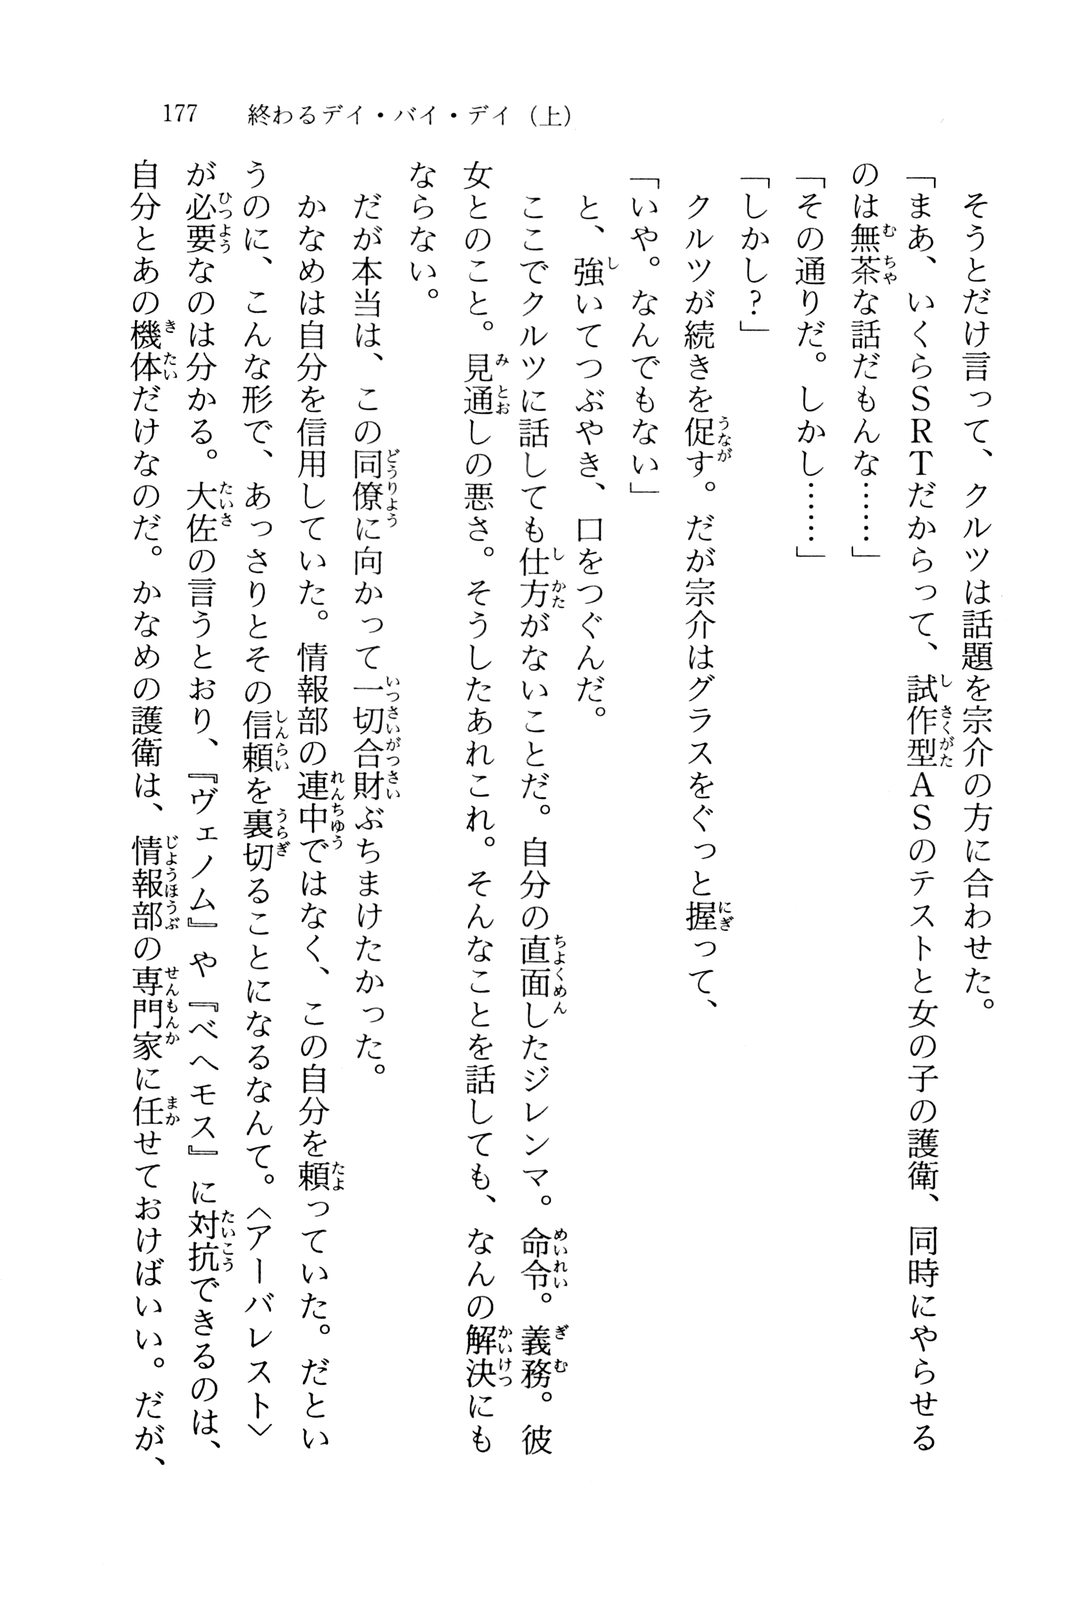 177　終わるデイ・バイ・デイ（上）
　そうとだけ言って、クルツは話題を宗介の方に合わせた。
「まあ、いくらＳＲＴだからって、試作型ＡＳのテストと女の子の護衛、同時にやらせる
のは無茶な話だもんな……」
「その通りだ。しかし……」
「しかし？」
　クルツが続きを促す。だが宗介はグラスをぐっと握って、
「いや。なんでもない」
　と、強いてつぶやき、口をつぐんだ。
　ここでクルツに話しても仕方がないことだ。自分の直面したジレンマ。命令。義務。彼
女とのこと。見通しの悪さ。そうしたあれこれ。そんなことを話しても、なんの解決にも
ならない。
　だが本当は、この同僚に向かって一切合財ぶちまけたかった。
　かなめは自分を信用していた。情報部の連中ではなく、この自分を頼っていた。だとい
うのに、こんな形で、あっさりとその信頼を裏切ることになるなんて。〈アーバレスト〉
が必要なのは分かる。大佐の言うとおり、『ヴェノム』や『ベヘモス』に対抗できるのは、
自分とあの機体だけなのだ。かなめの護衛は、情報部の専門家に任せておけばいい。だが、